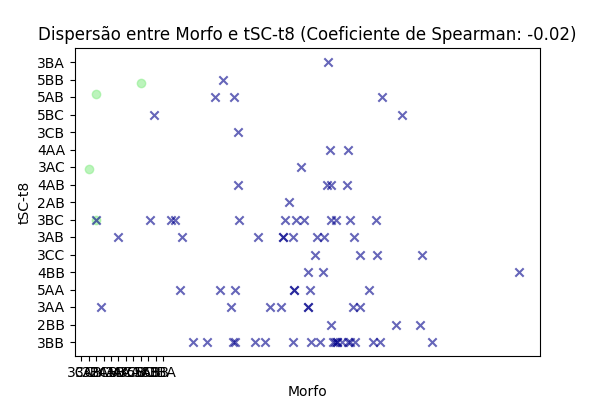 Dispersão entre Morfo e tSC-t8 (Coeficiente de Spearman: -0.02)
3BA
5BB
5AB
5BC
3CB
4AA
3AC
4AB
2AB
3BC
3AB
3CC
4BB
5AA
3AA
2BB
3BB
tSC-t8
Morfo